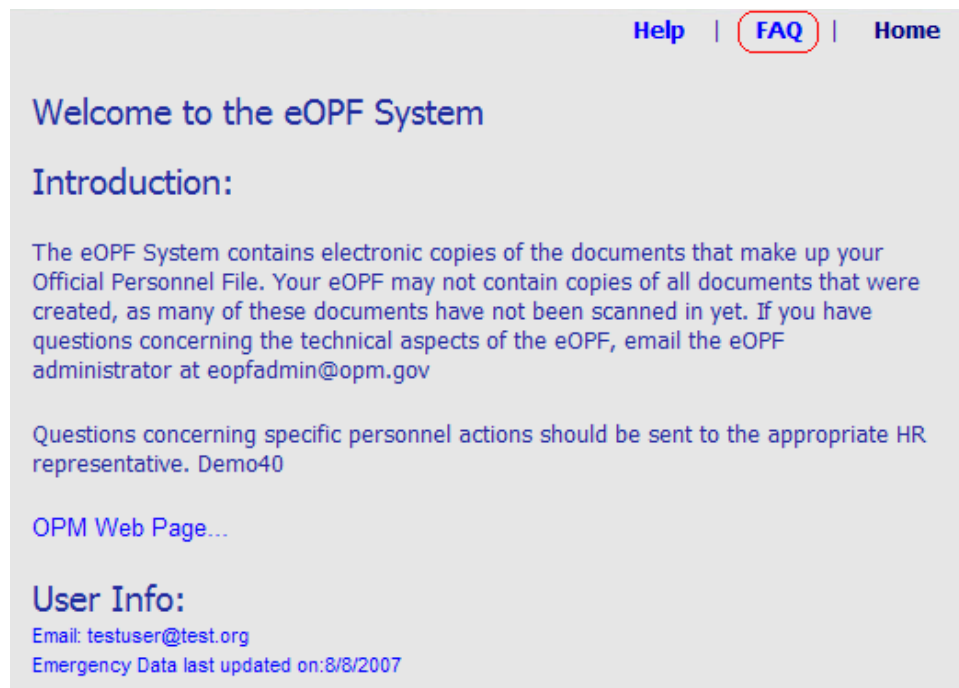 Help | FAQ | Home
Welcome to the eOPF System
Introduction:
The eOPF System contains electronic copies of the documents that make up your
Official Personnel File. Your eOPF may not contain copies of all documents that were
created, as many of these documents have not been scanned in yet. If you have
questions concerning the technical aspects of the eOPF, email the eOPF
administrator at eopfadmin@opm.gov
Questions concerning specific personnel actions should be sent to the appropriate HR
representative. Demo40
OPM Web Page...
User Info:
Email: testuser@test.org
Emergency Data last updated on:8/8/2007